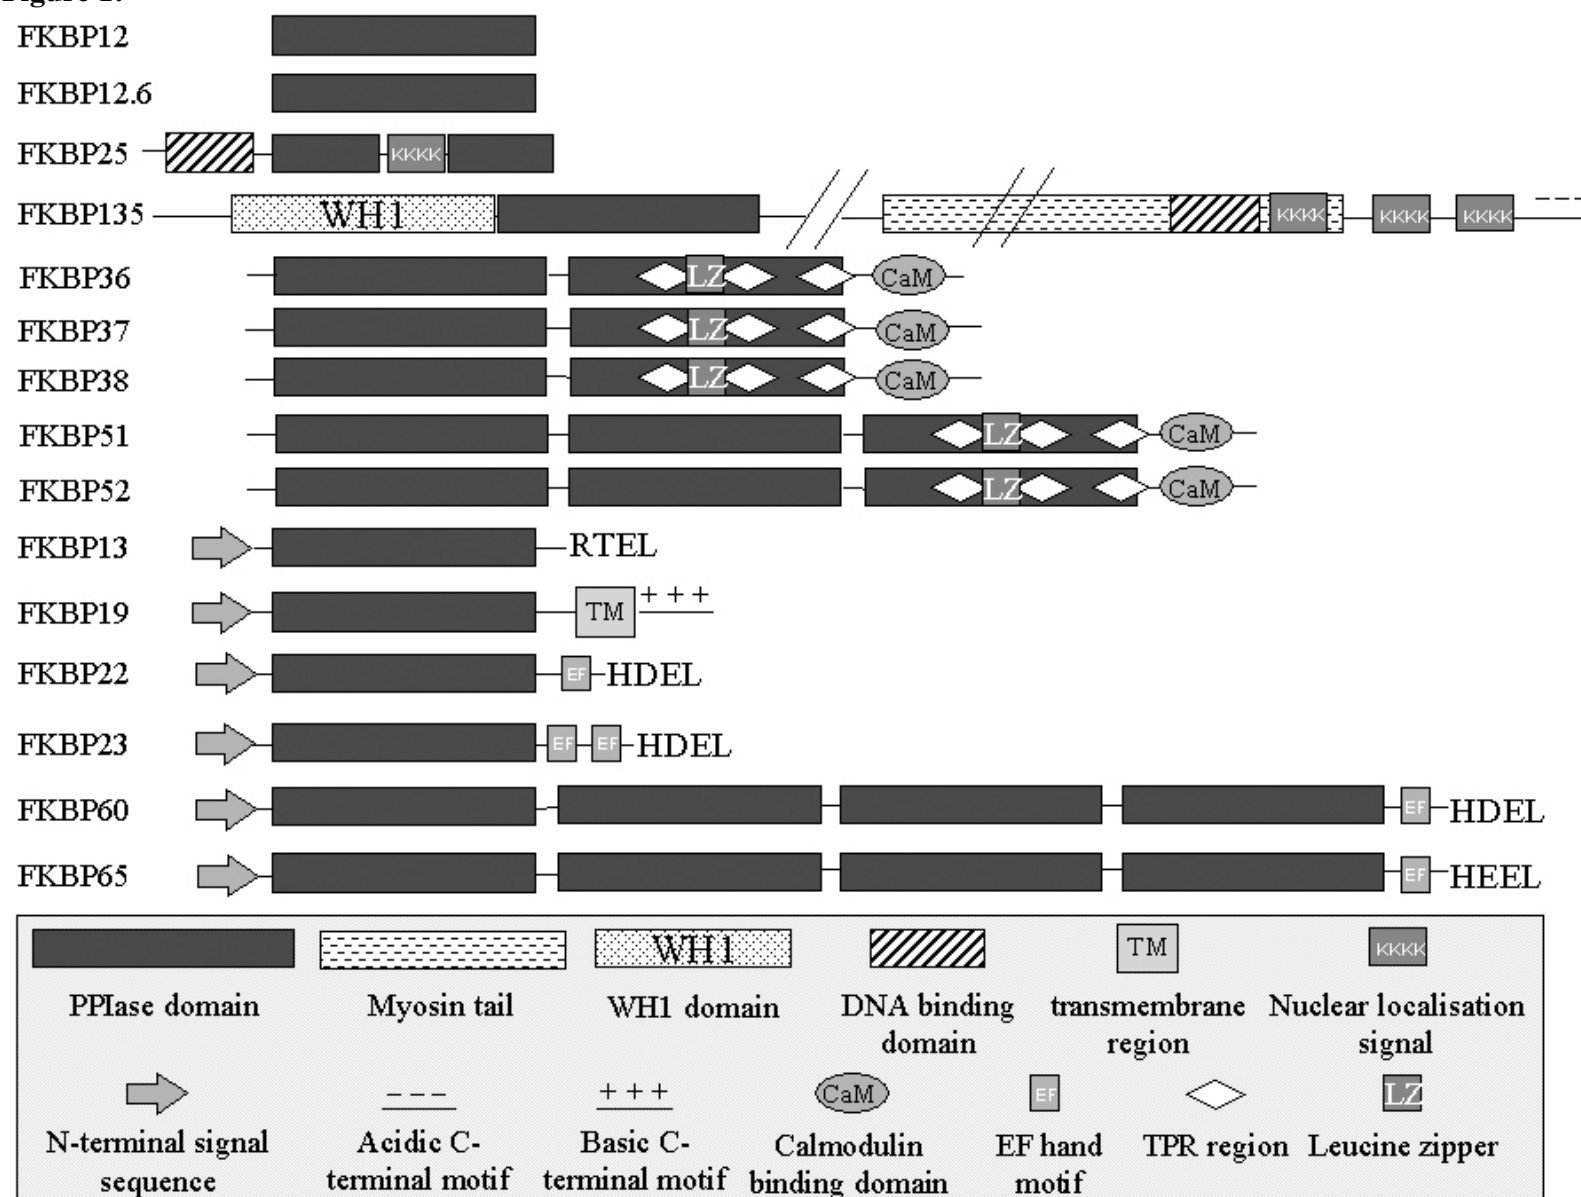 FKBP12
FKBP12.6
FKBP25 KKKK
FKBP135 WH1 KKKK KKKK KKKK
FKBP36 LZ CaM
FKBP37 LZ CaM
FKBP38 LZ CaM
FKBP51 LZ CaM
FKBP52 LZ CaM
FKBP13 RTEL
FKBP19 TM + + +
FKBP22 EF HDEL
FKBP23 EF EF HDEL
FKBP60 EF HDEL
FKBP65 EF HEEL
WH1 TM KKKK
PPIase domain
Myosin tail
WH1 domain
DNA binding
domain
transmembrane
region
Nuclear localisation
signal
+ + + CaM EF LZ
N-terminal signal
sequence
Acidic C-
terminal motif
Basic C-
terminal motif
Calmodulin
binding domain
EF hand
motif
TPR region
Leucine zipper